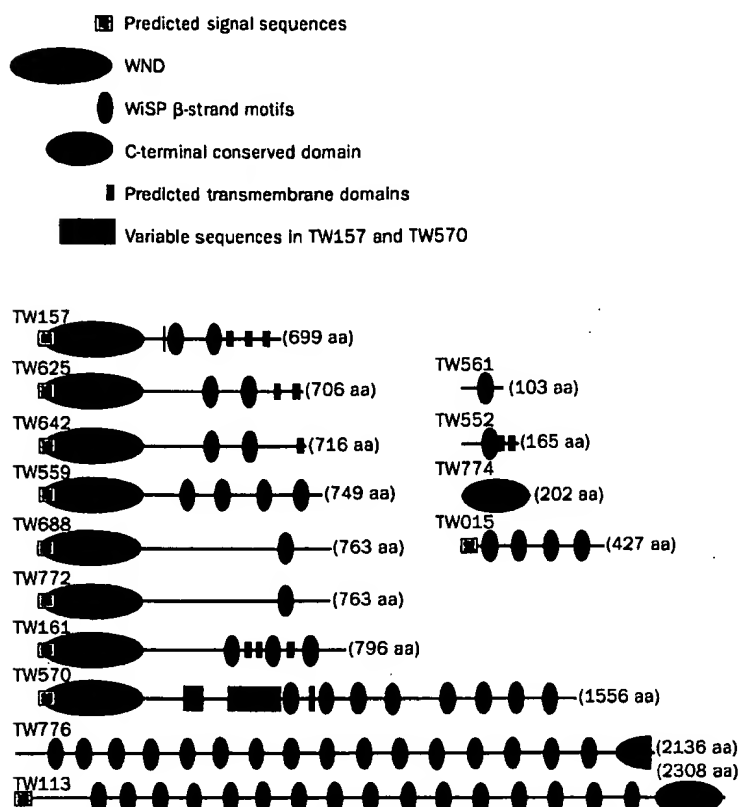 Predicted signal sequences
WND
WiSP β-strand motifs
C-terminal conserved domain
Predicted transmembrane domains
Variable sequences in TW157 and TW570
TW157
(699 aa)
TW625
(706 aa)
TW642
(716 aa)
TW559
(749 aa)
TW688
(763 aa)
TW772
(763 aa)
TW161
(796 aa)
TW570
(1556 aa)
TW776
(2136 aa)
TW113
(2308 aa)
TW561
(103 aa)
TW552
(165 aa)
TW774
(202 aa)
TW015
(427 aa)